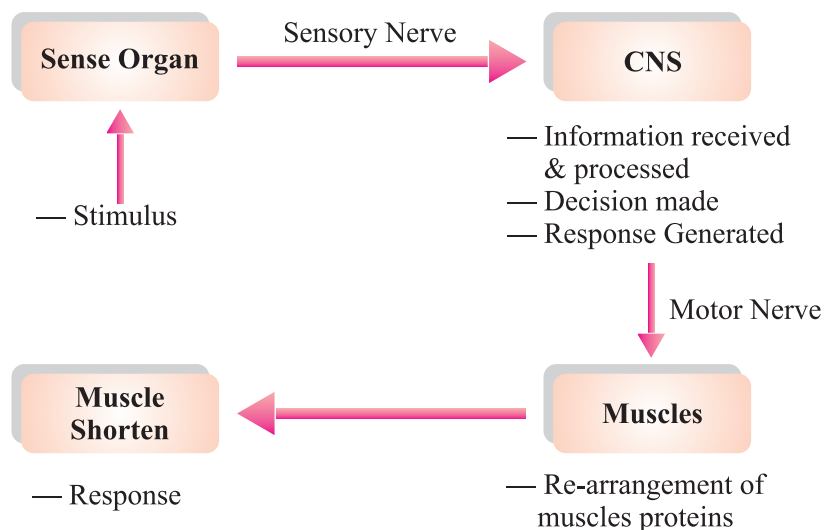 Sense Organ
Sensory Nerve
CNS
— Stimulus
— Information received
& processed
— Decision made
— Response Generated
Motor Nerve
Muscle
Shorten
Muscles
— Response
— Re-arrangement of
muscles proteins